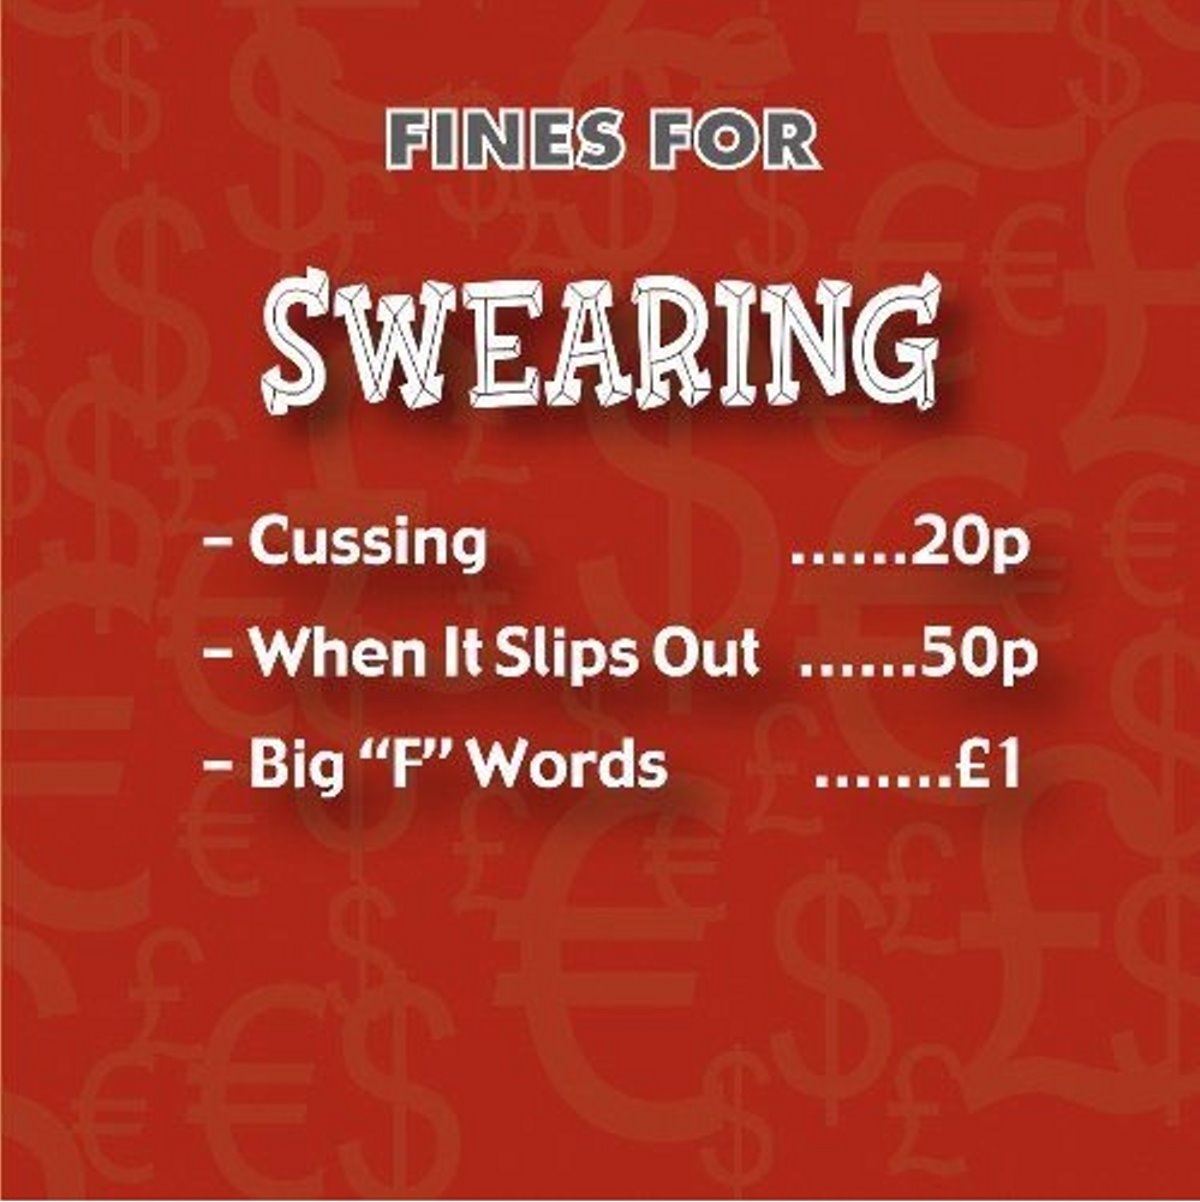 FINES FOR
SWEARING
– Cussing ......20p
– When It Slips Out ......50p
– Big “F” Words .......£1